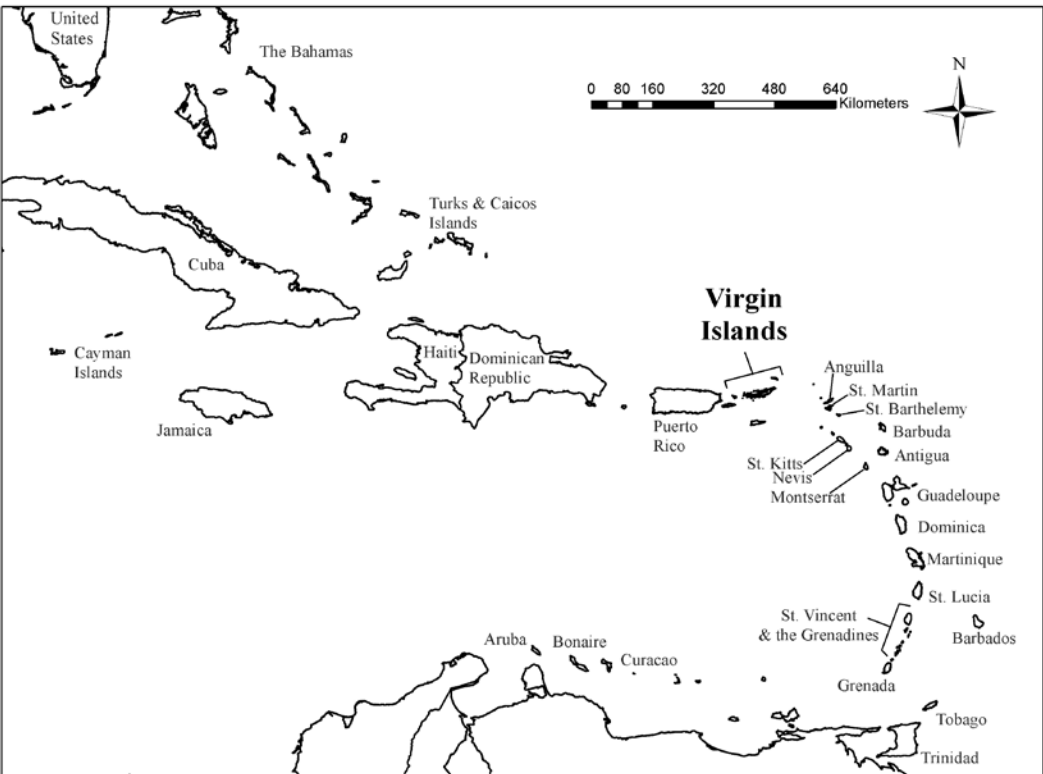 United
States
The Bahamas
0 80 160 320 480 640
Kilometers
N
Turks & Caicos
Islands
Cuba
Virgin
Islands
Cayman
Islands
Haiti
Dominican
Republic
Anguilla
St. Martin
St. Barthelemy
Jamaica
Puerto
Rico
Barbuda
Antigua
St. Kitts
Nevis
Montserrat
Guadeloupe
Dominica
Martinique
St. Lucia
St. Vincent
& the Grenadines
Barbados
Aruba
Bonaire
Curacao
Grenada
Tobago
Trinidad